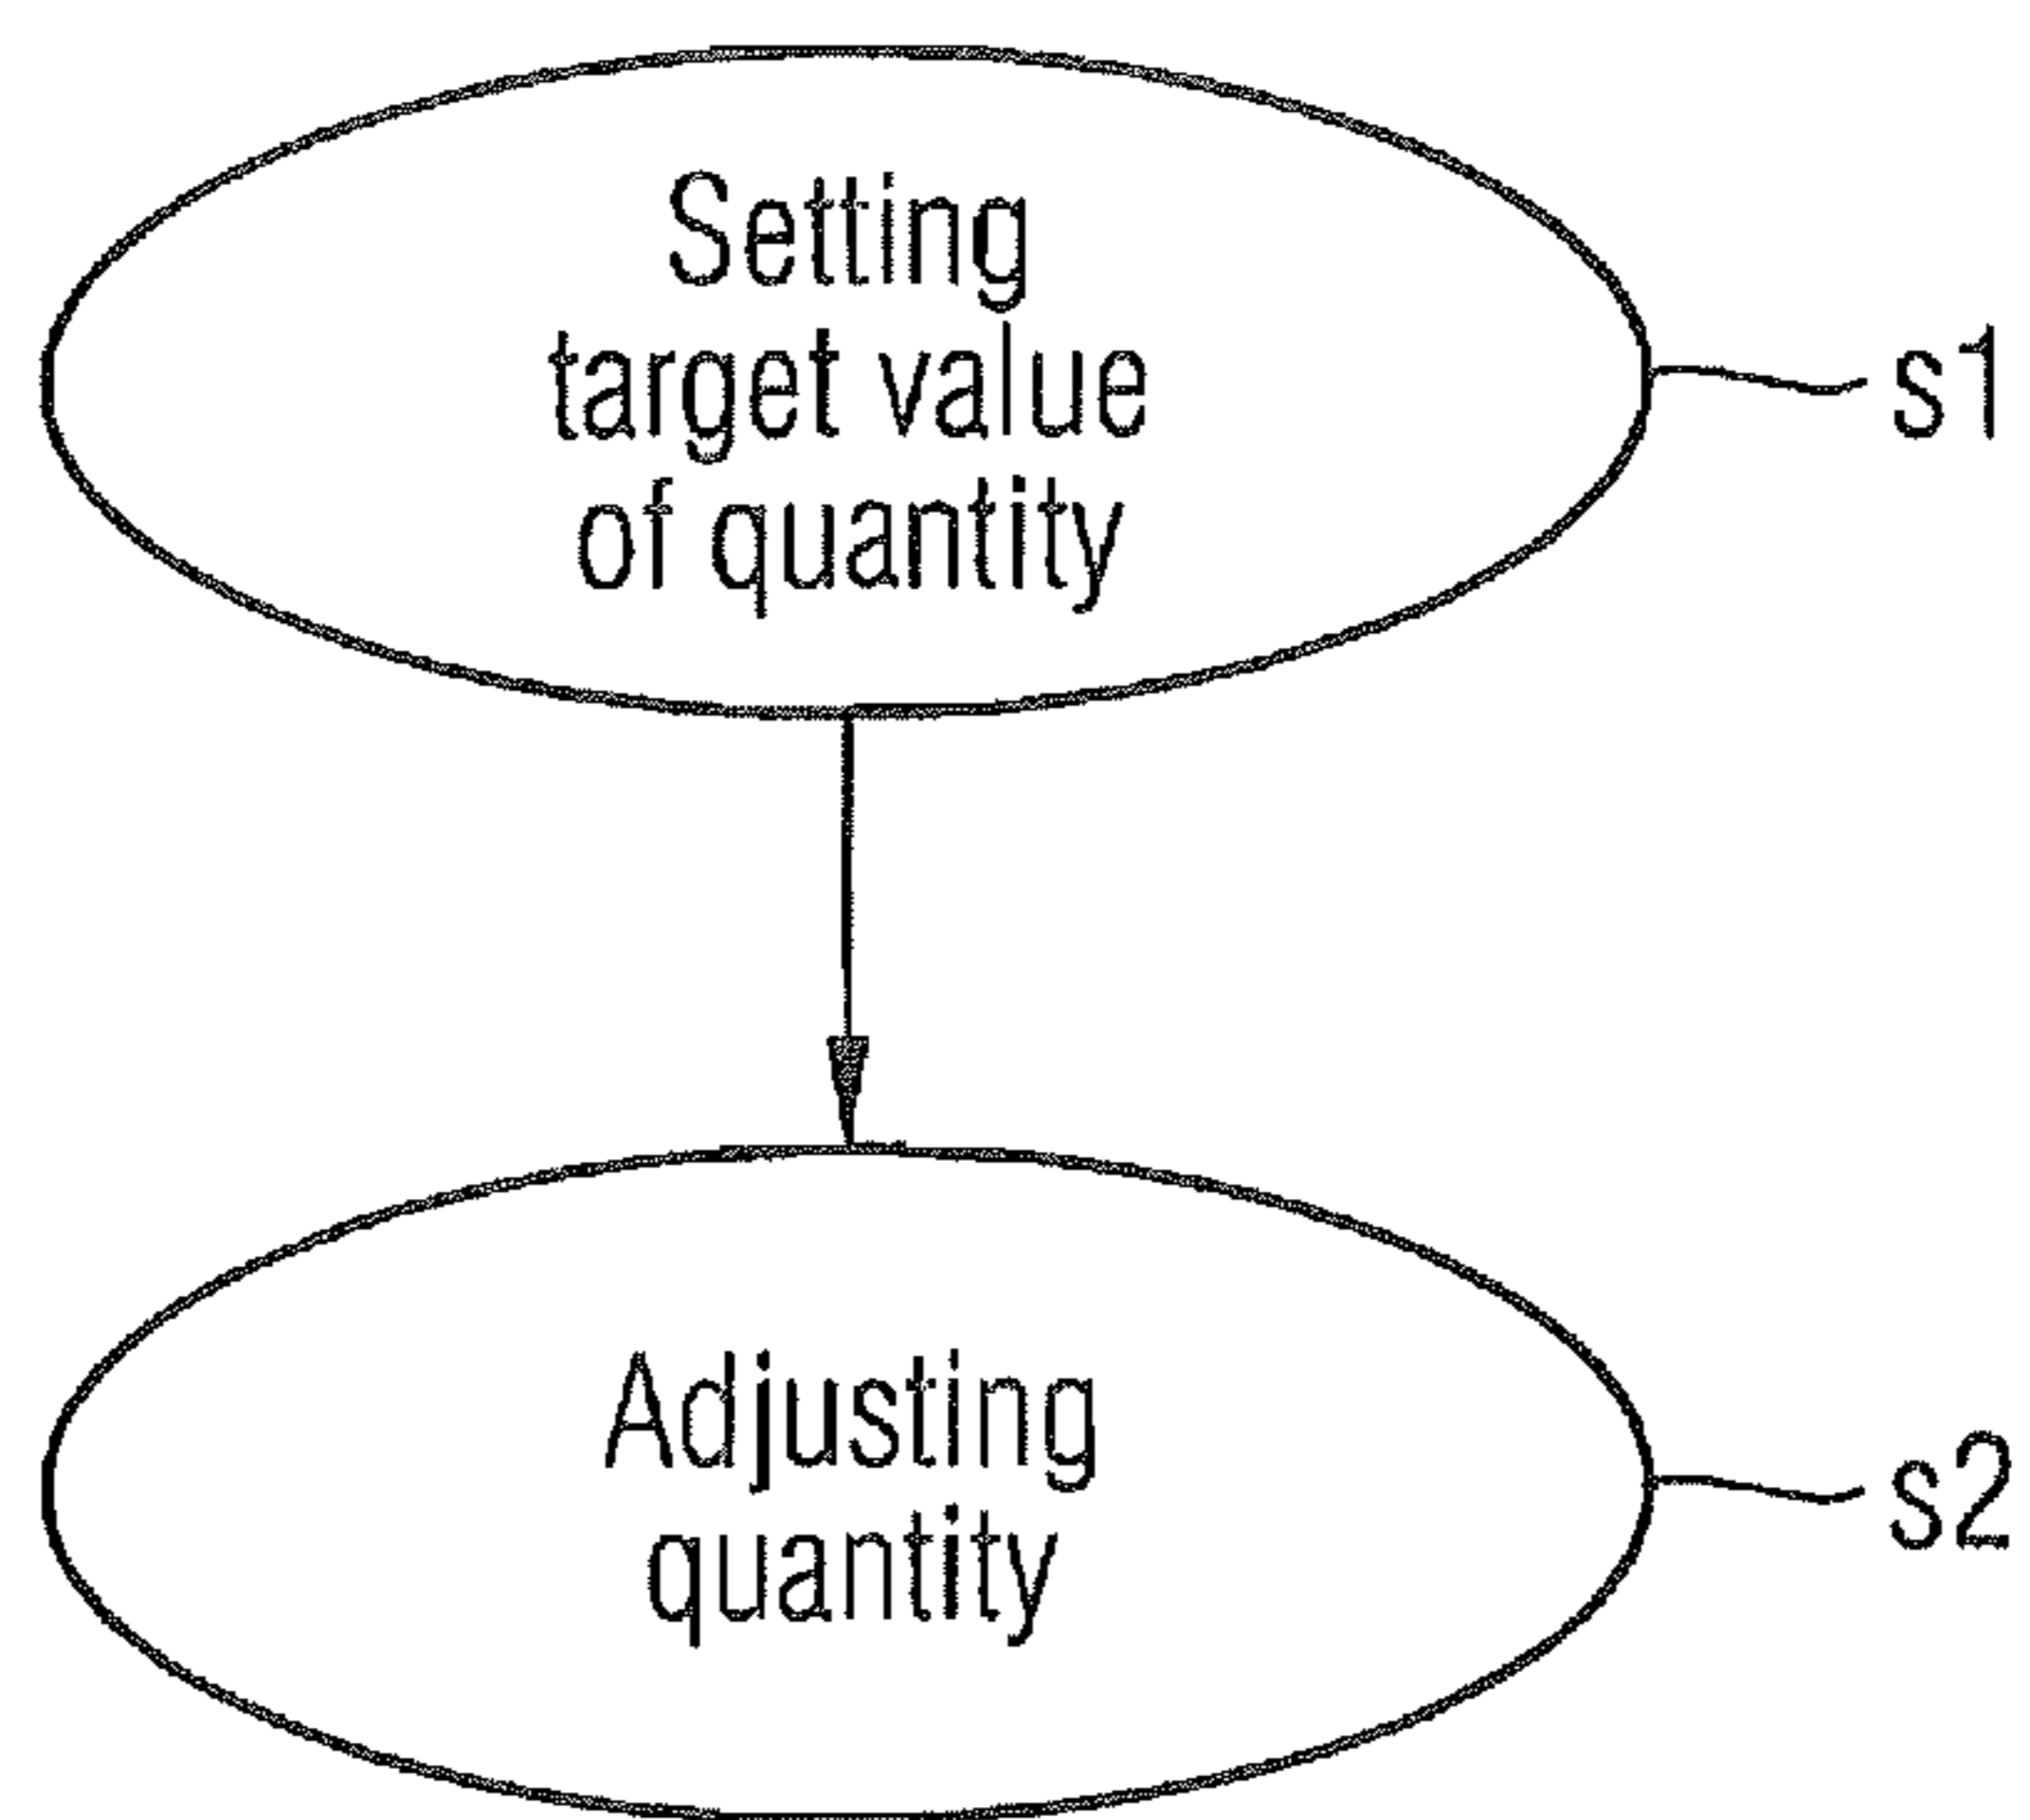 Setting
target value
of quantity
s1
Adjusting
quantity
s2